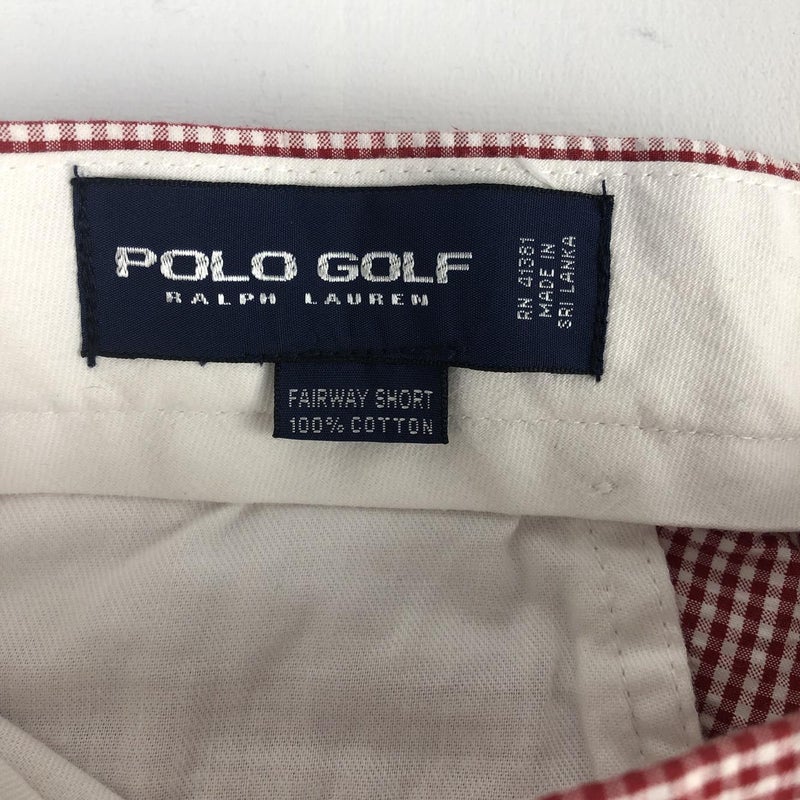 POLO GOLF
RALPH LAUREN
RN 41381
MADE IN
SRI LANKA
FAIRWAY SHORT
100% COTTON